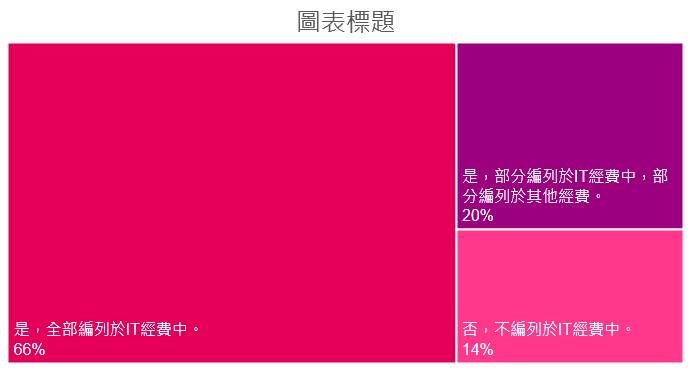 圖表標題
是，全部編列於IT經費中。
66%
是，部分編列於IT經費中，部
分編列於其他經費。
20%
否，不編列於IT經費中。
14%